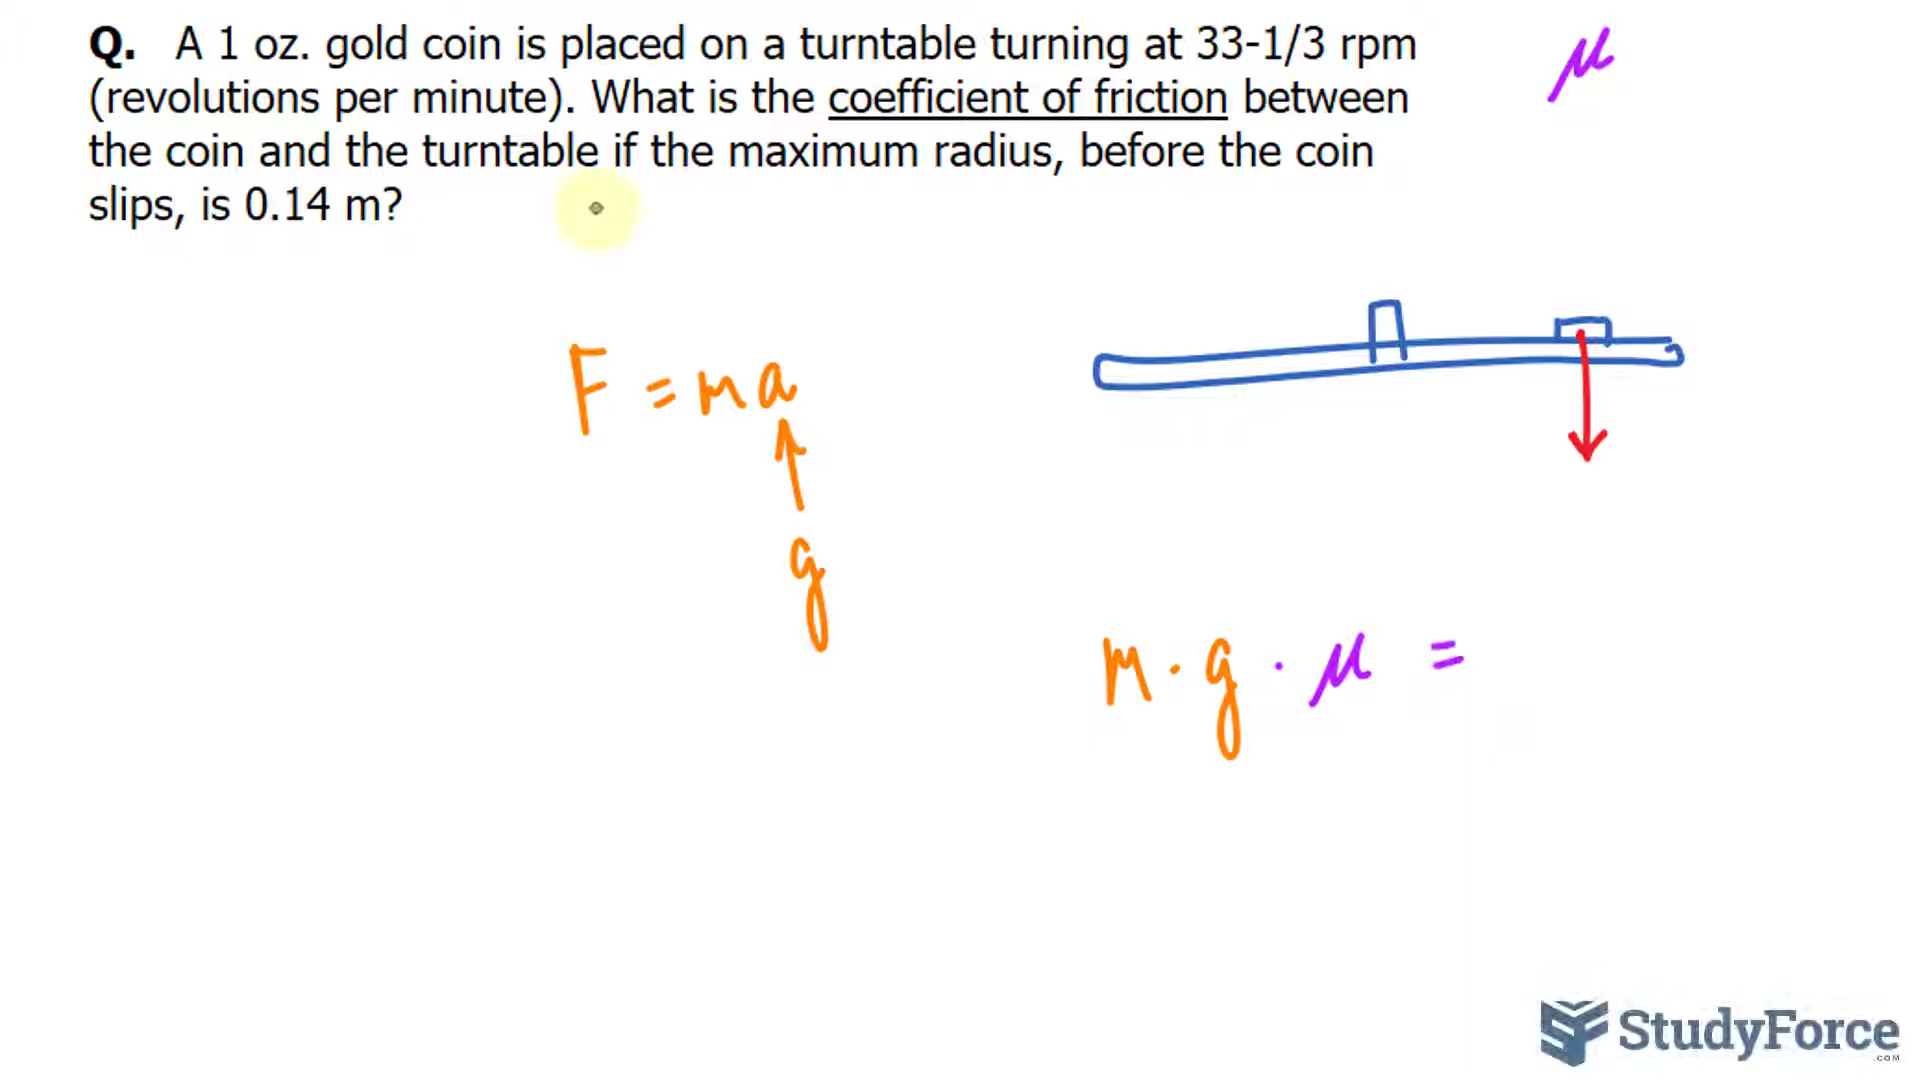 Q. A 1 oz. gold coin is placed on a turntable turning at 33-1/3 rpm
(revolutions per minute). What is the coefficient of friction between
the coin and the turntable if the maximum radius, before the coin
slips, is 0.14 m?
μ
F = ma
g
m · g · μ =
StudyForce
.COM